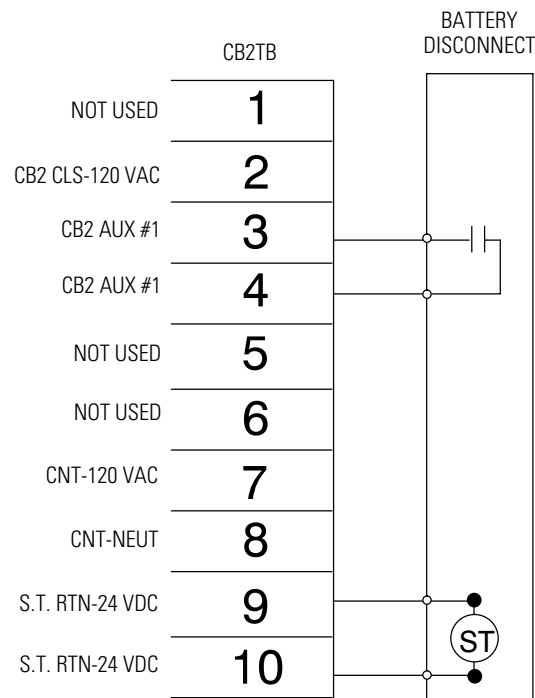 BATTERY
DISCONNECT
CB2TB
NOT USED 1
CB2 CLS-120 VAC 2
CB2 AUX #1 3
CB2 AUX #1 4
NOT USED 5
NOT USED 6
CNT-120 VAC 7
CNT-NEUT 8
S.T. RTN-24 VDC 9
ST
S.T. RTN-24 VDC 10